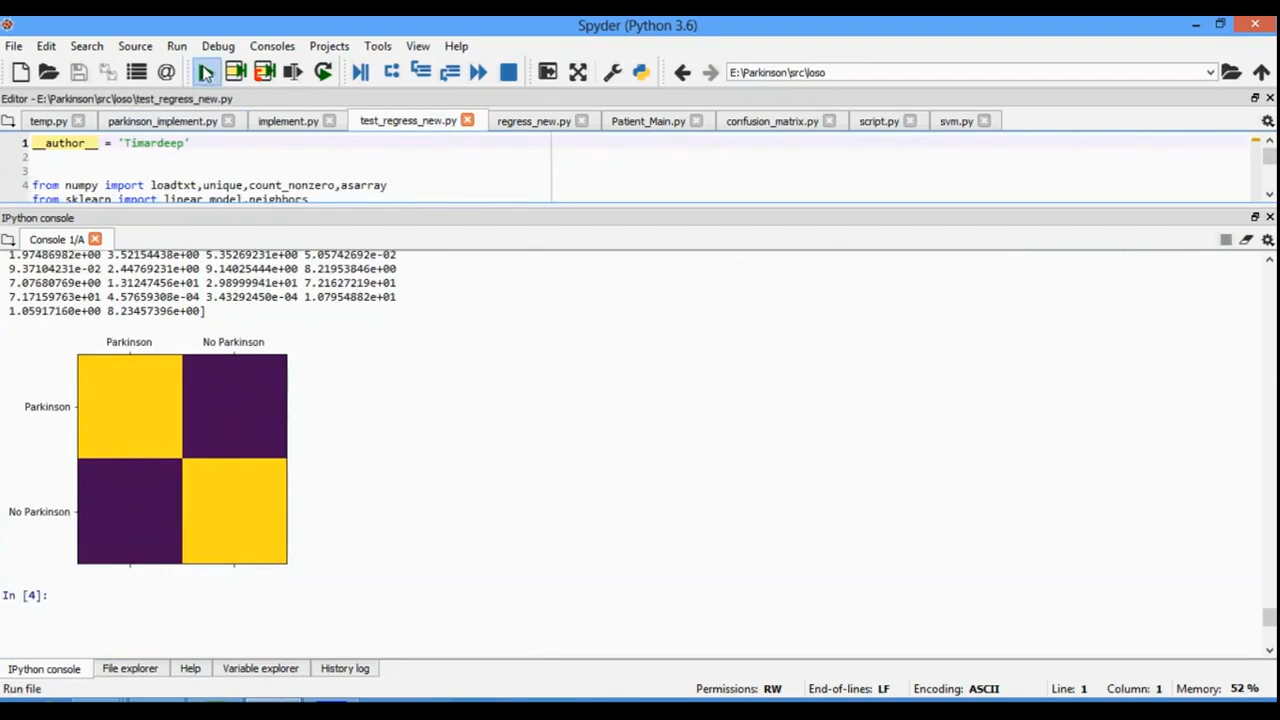 Spyder (Python 3.6)
File Edit Search Source Run Debug Consoles Projects Tools View Help
E:\Parkinson\src\loso
Editor - E:\Parkinson\src\loso\test_regress_new.py
temp.py parkinson_implement.py implement.py test_regress_new.py regress_new.py Patient_Main.py confusion_matrix.py script.py svm.py
1 __author__ = 'Timardeep'
2
3
4 from numpy import loadtxt,unique,count_nonzero,asarray
from sklearn import linear_model,neighbors
IPython console
Console 1/A
1.97486982e+00 3.52154438e+00 5.35269231e+00 5.05742692e-02
9.37104231e-02 2.44769231e+00 9.14025444e+00 8.21953846e+00
7.07680769e+00 1.31247456e+01 2.98999941e+01 7.21627219e+01
7.17159763e+01 4.57659308e-04 3.43292450e-04 1.07954882e+01
1.05917160e+00 8.23457396e+00]
Parkinson No Parkinson
Parkinson
No Parkinson
In [4]:
IPython console File explorer Help Variable explorer History log
Run file Permissions: RW End-of-lines: LF Encoding: ASCII Line: 1 Column: 1 Memory: 52 %